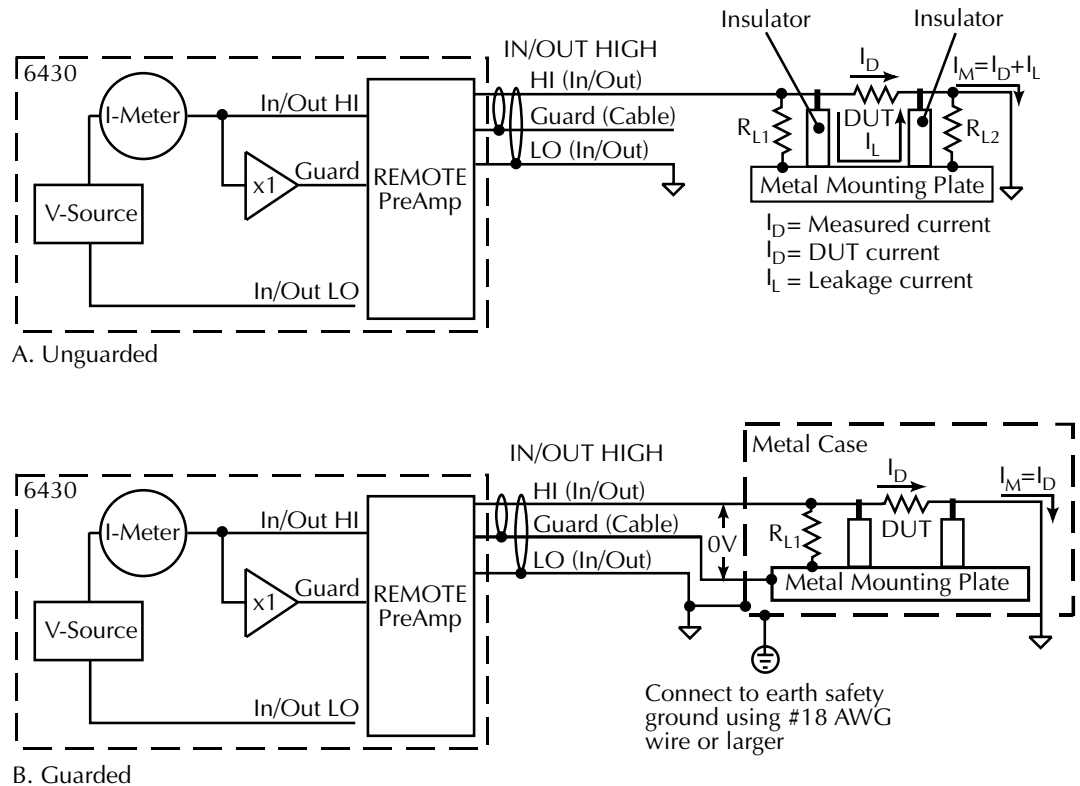 Insulator
Insulator
IN/OUT HIGH
6430
HI (In/Out)
I_D
I_M=I_D+I_L
I-Meter
In/Out HI
Guard (Cable)
R_L1
DUT
I_L
R_L2
LO (In/Out)
x1
Guard
REMOTE
PreAmp
Metal Mounting Plate
V-Source
I_D= Measured current
I_D= DUT current
I_L = Leakage current
In/Out LO
A. Unguarded
Metal Case
IN/OUT HIGH
6430
HI (In/Out)
I_D
I_M=I_D
I-Meter
In/Out HI
Guard (Cable)
0V
R_L1
DUT
LO (In/Out)
x1
Guard
REMOTE
PreAmp
Metal Mounting Plate
V-Source
In/Out LO
Connect to earth safety
ground using #18 AWG
wire or larger
B. Guarded